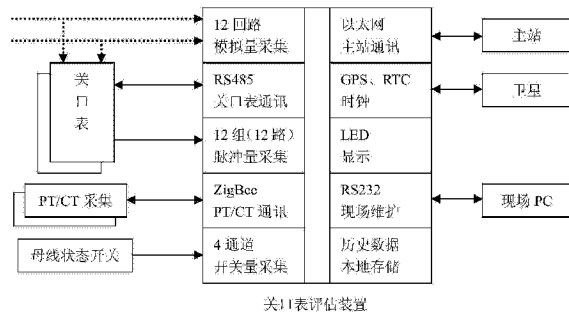 12 回路
模拟量采集
以太网
主站通讯
主站
关
口
表
RS485
关口表通讯
GPS、RTC
时钟
卫星
12 组(12 路)
脉冲量采集
LED
显示
PT/CT 采集
ZigBee
PT/CT 通讯
RS232
现场维护
现场 PC
母线状态开关
4 通道
开关量采集
历史数据
本地存储
关口表评估装置